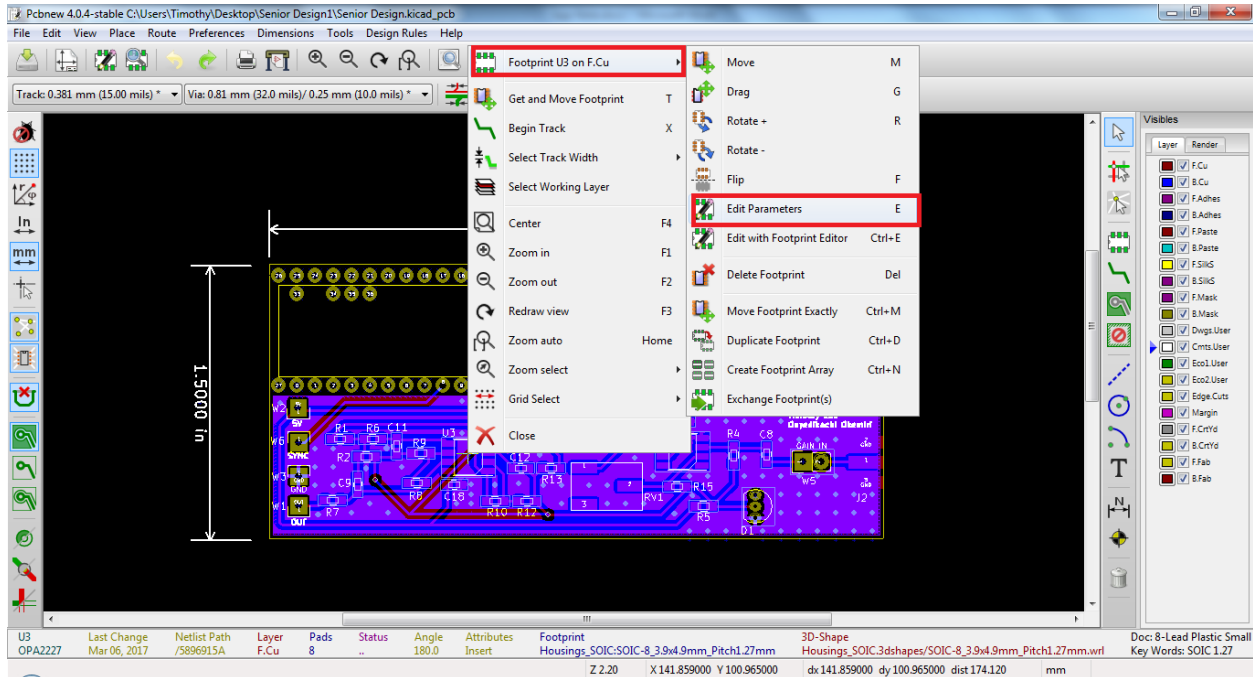 Pcbnew 4.0.4-stable C:\Users\Timothy\Desktop\Senior Design1\Senior Design.kicad_pcb
File Edit View Place Route Preferences Dimensions Tools Design Rules Help
Track: 0.381 mm (15.00 mils) *
Via: 0.81 mm (32.0 mils)/ 0.25 mm (10.0 mils) *
Footprint U3 on F.Cu
Get and Move Footprint T
Begin Track X
Select Track Width
Select Working Layer
Center F4
Zoom in F1
Zoom out F2
Redraw view F3
Zoom auto Home
Zoom select
Grid Select
Close
Move M
Drag G
Rotate + R
Rotate -
Flip F
Edit Parameters E
Edit with Footprint Editor Ctrl+E
Delete Footprint Del
Move Footprint Exactly Ctrl+M
Duplicate Footprint Ctrl+D
Create Footprint Array Ctrl+N
Exchange Footprint(s)
In
mm
1.5000 in
W2
5V
W6
SYNC
W3
GND
W1
OUT
R1 R6 C11
R2
R9
U3
C9
R7
R8
C18
C12
R13
R10 R12
RV1
R15
R5
R4 C8
GAIN IN
W5
D1
J2
T
N
Visibles
Layer Render
F.Cu
B.Cu
F.Adhes
B.Adhes
F.Paste
B.Paste
F.SilkS
B.SilkS
F.Mask
B.Mask
Dwgs.User
Cmts.User
Eco1.User
Eco2.User
Edge.Cuts
Margin
F.CrtYd
B.CrtYd
F.Fab
B.Fab
U3 Last Change Netlist Path Layer Pads Status Angle Attributes Footprint 3D-Shape Doc: 8-Lead Plastic Small
OPA2227 Mar 06, 2017 /5896915A F.Cu 8 .. 180.0 Insert Housings_SOIC:SOIC-8_3.9x4.9mm_Pitch1.27mm Housings_SOIC.3dshapes/SOIC-8_3.9x4.9mm_Pitch1.27mm.wrl Key Words: SOIC 1.27
Z 2.20 X 141.859000 Y 100.965000 dx 141.859000 dy 100.965000 dist 174.120 mm